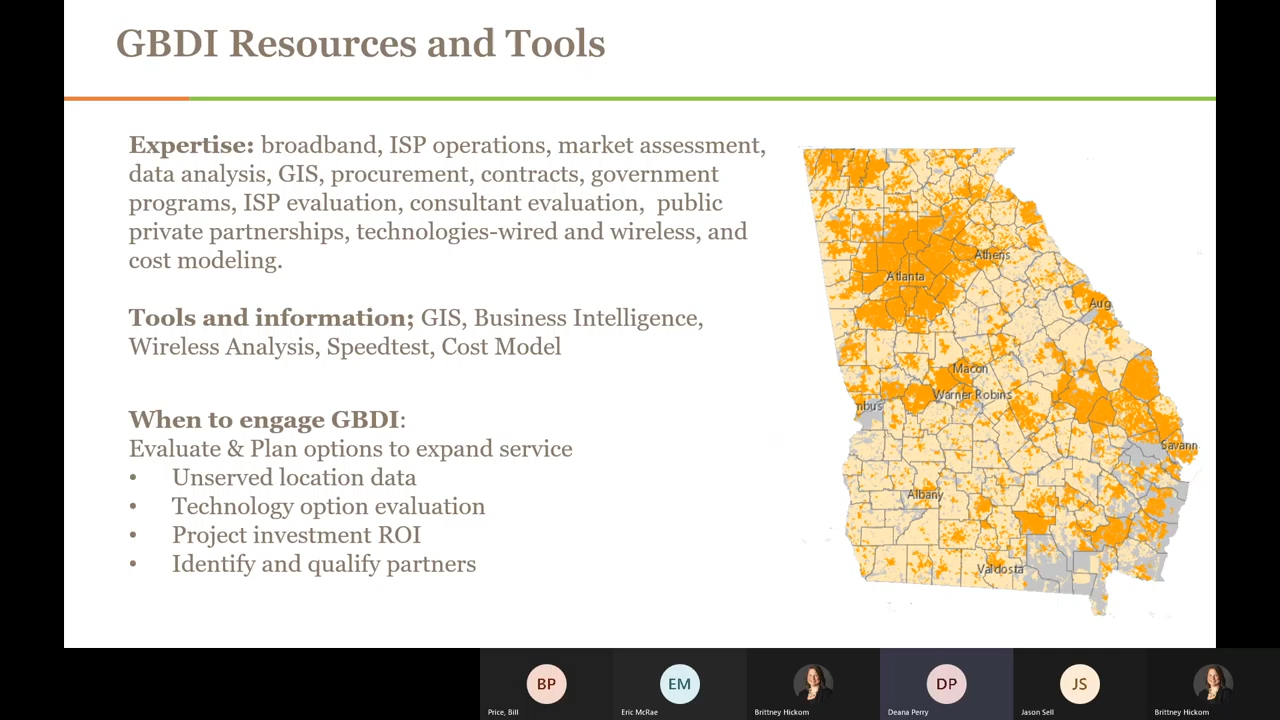 GBDI Resources and Tools
Expertise: broadband, ISP operations, market assessment,
data analysis, GIS, procurement, contracts, government
programs, ISP evaluation, consultant evaluation,  public
private partnerships, technologies-wired and wireless, and
cost modeling.
Tools and information; GIS, Business Intelligence,
Wireless Analysis, Speedtest, Cost Model
When to engage GBDI:
Evaluate & Plan options to expand service
• Unserved location data
• Technology option evaluation
• Project investment ROI
• Identify and qualify partners
Athens
Atlanta
Aug
Macon
Warner Robins
nbus
Savann
Albany
Valdosta
BP
EM
DP
JS
Price, Bill
Eric McRae
Brittney Hickom
Deana Perry
Jason Sell
Brittney Hickom